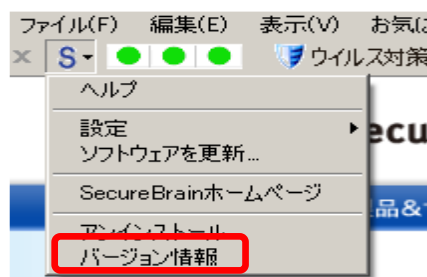 ファイル(F) 編集(E) 表示(V) お気に
× S ウイルス対策
ヘルプ
設定
ecu
ソフトウェアを更新...
SecureBrainホームページ
品&
アンインストール
バージョン情報